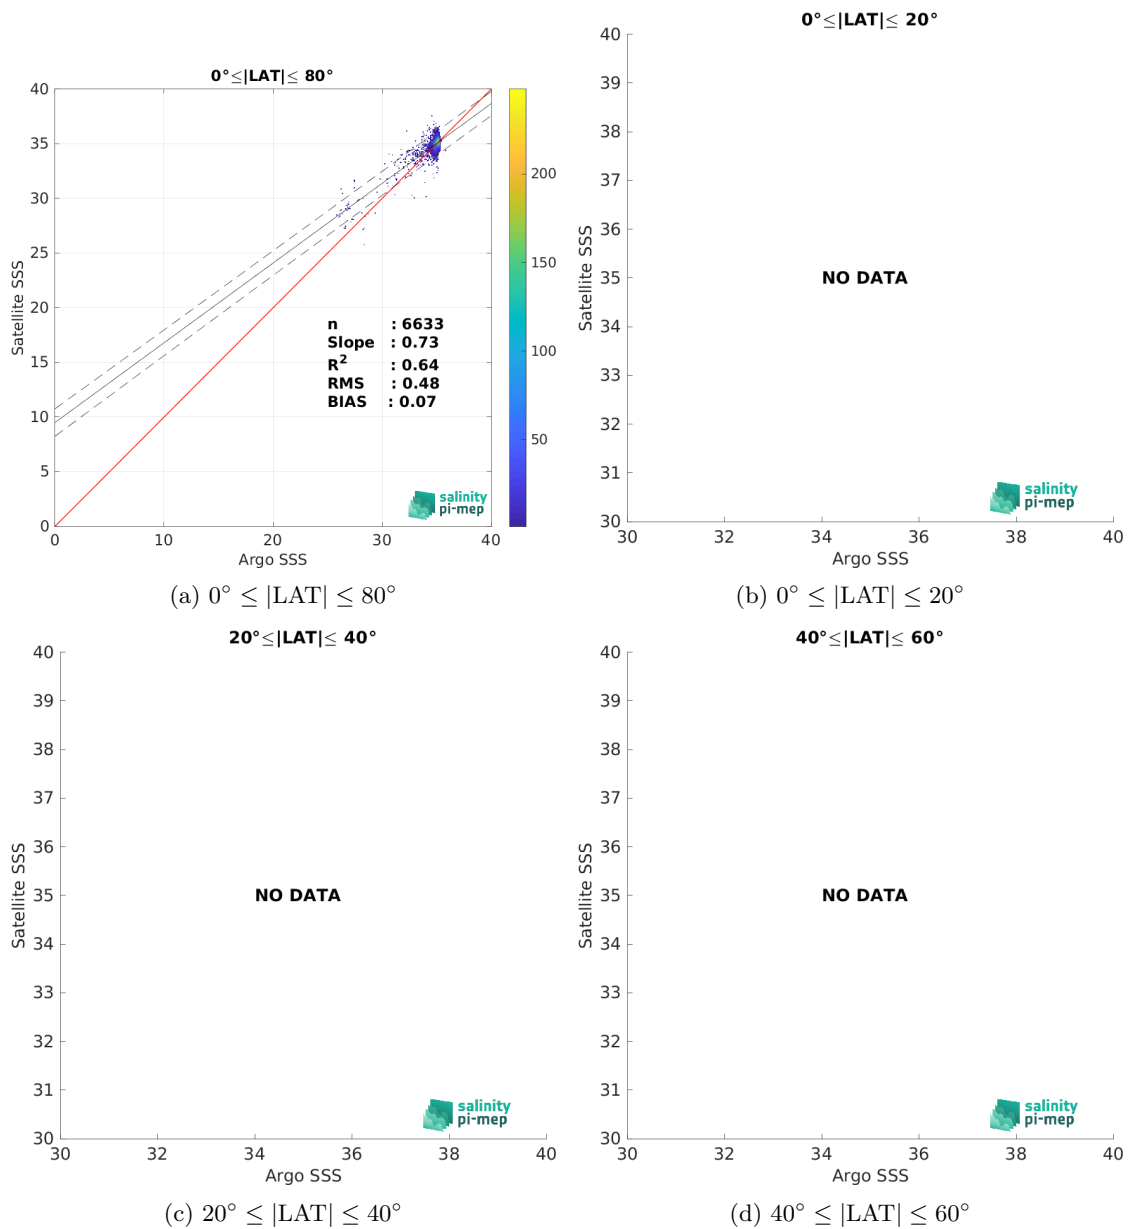 0°≤|LAT|≤ 80°
40
35
30
25
20
15
10
5
0
Satellite SSS
0
10
20
30
40
Argo SSS
200
150
100
50
n : 6633
Slope : 0.73
R² : 0.64
RMS : 0.48
BIAS : 0.07
salinity
pi-mep
(a) 0° ≤ |LAT| ≤ 80°
0°≤|LAT|≤ 20°
40
39
38
37
36
35
34
33
32
31
30
Satellite SSS
NO DATA
30
32
34
36
38
40
Argo SSS
salinity
pi-mep
(b) 0° ≤ |LAT| ≤ 20°
20°≤|LAT|≤ 40°
40
39
38
37
36
35
34
33
32
31
30
Satellite SSS
NO DATA
30
32
34
36
38
40
Argo SSS
salinity
pi-mep
(c) 20° ≤ |LAT| ≤ 40°
40°≤|LAT|≤ 60°
40
39
38
37
36
35
34
33
32
31
30
Satellite SSS
NO DATA
30
32
34
36
38
40
Argo SSS
salinity
pi-mep
(d) 40° ≤ |LAT| ≤ 60°